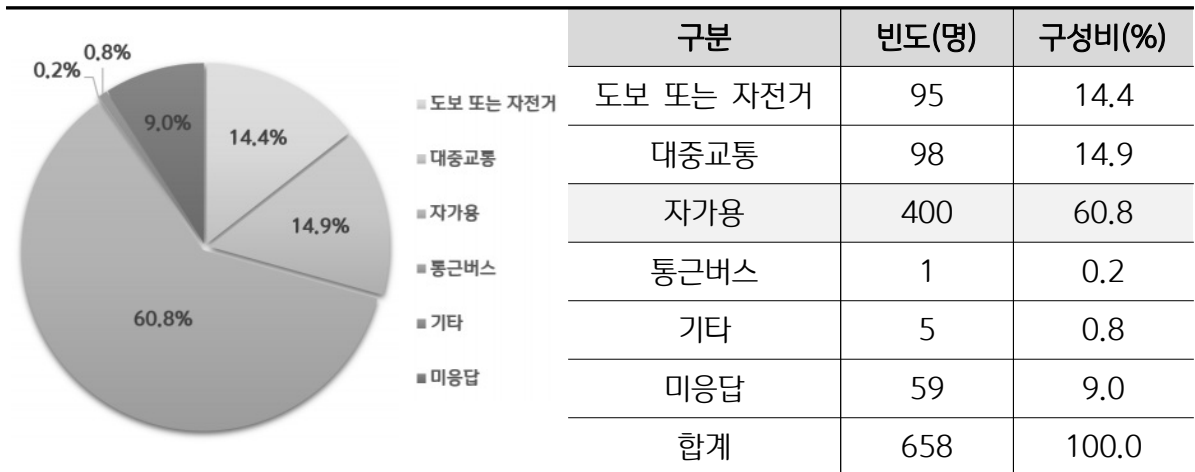 0.8%
0.2%
9.0%
14.4%
14.9%
60.8%
도보 또는 자전거
대중교통
자가용
통근버스
기타
미응답
구분 빈도(명) 구성비(%)
도보 또는 자전거 95 14.4
대중교통 98 14.9
자가용 400 60.8
통근버스 1 0.2
기타 5 0.8
미응답 59 9.0
합계 658 100.0